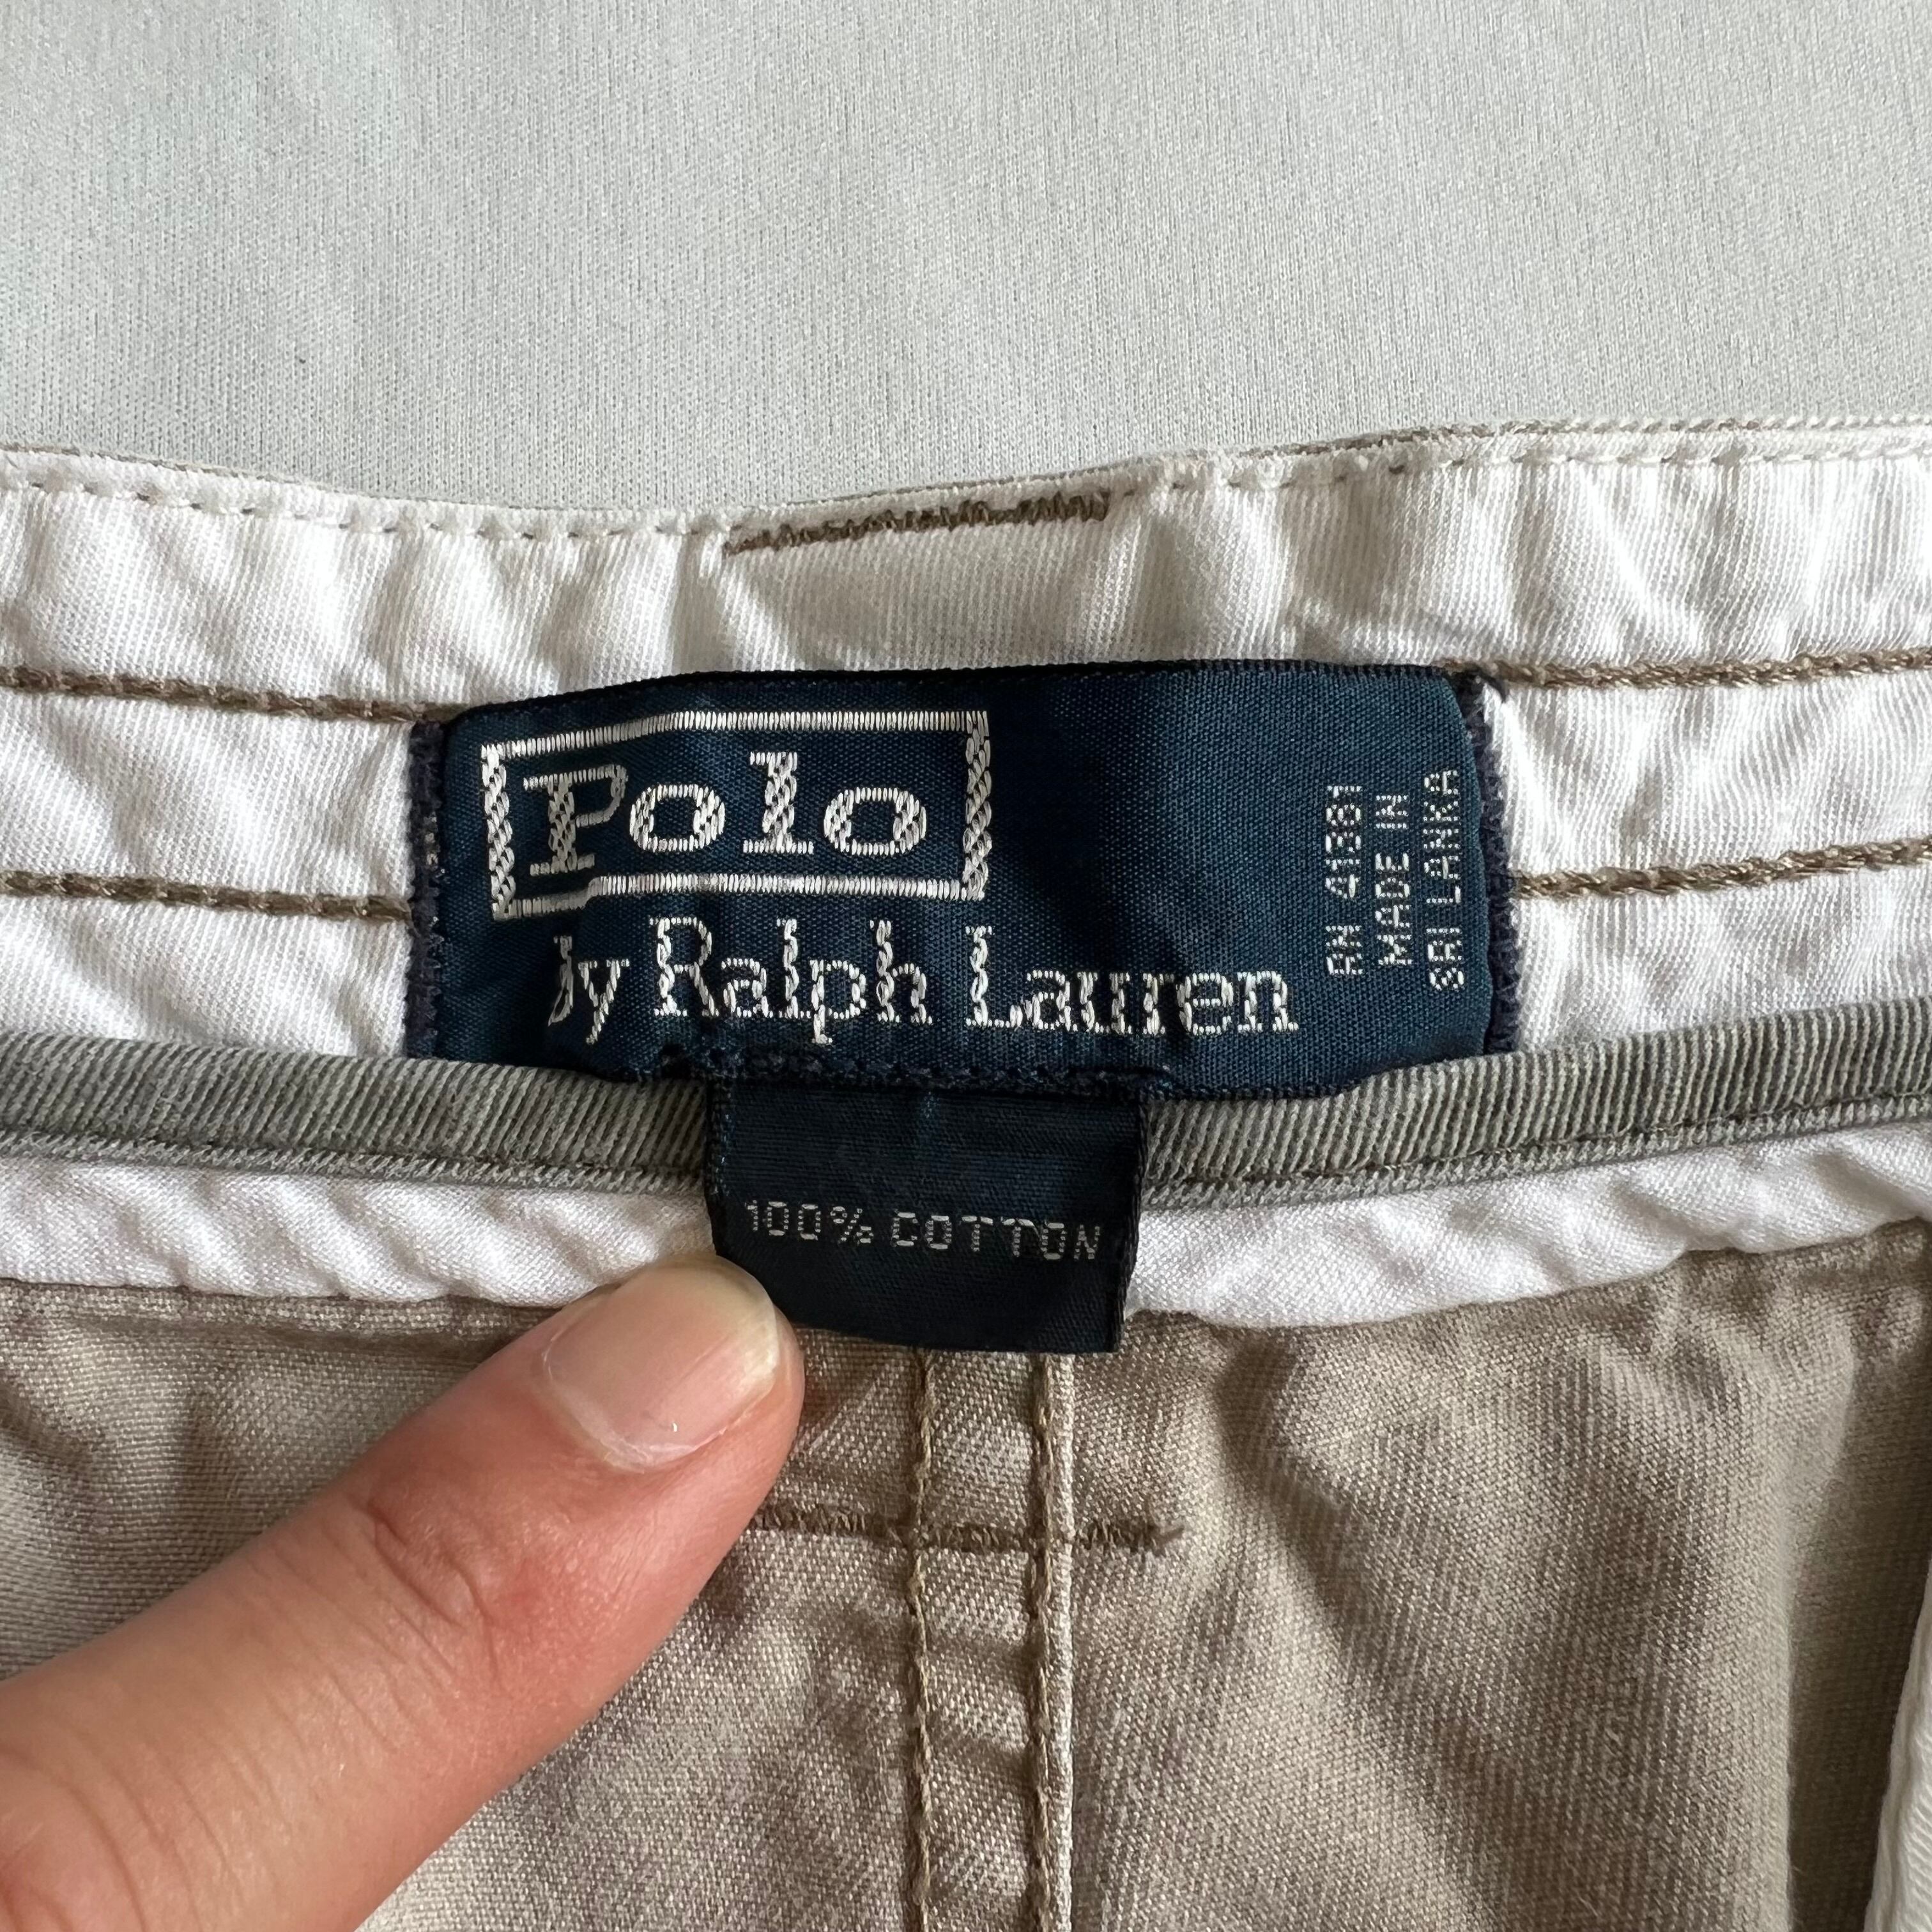 Polo
by Ralph Lauren
RN 41381
MADE IN
SRI LANKA
100% COTTON